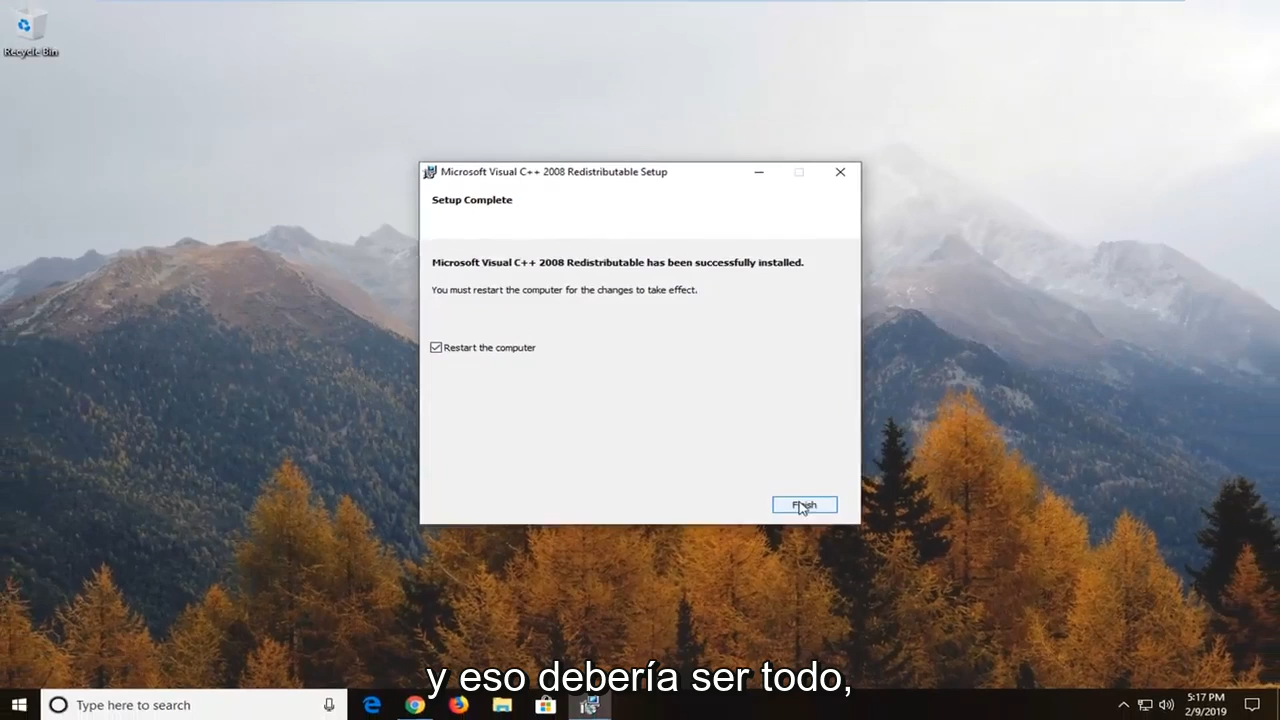 Recycle Bin
Microsoft Visual C++ 2008 Redistributable Setup
Setup Complete
Microsoft Visual C++ 2008 Redistributable has been successfully installed.
You must restart the computer for the changes to take effect.
Restart the computer
Finish
y eso debería ser todo,
Type here to search
5:17 PM
2/9/2019